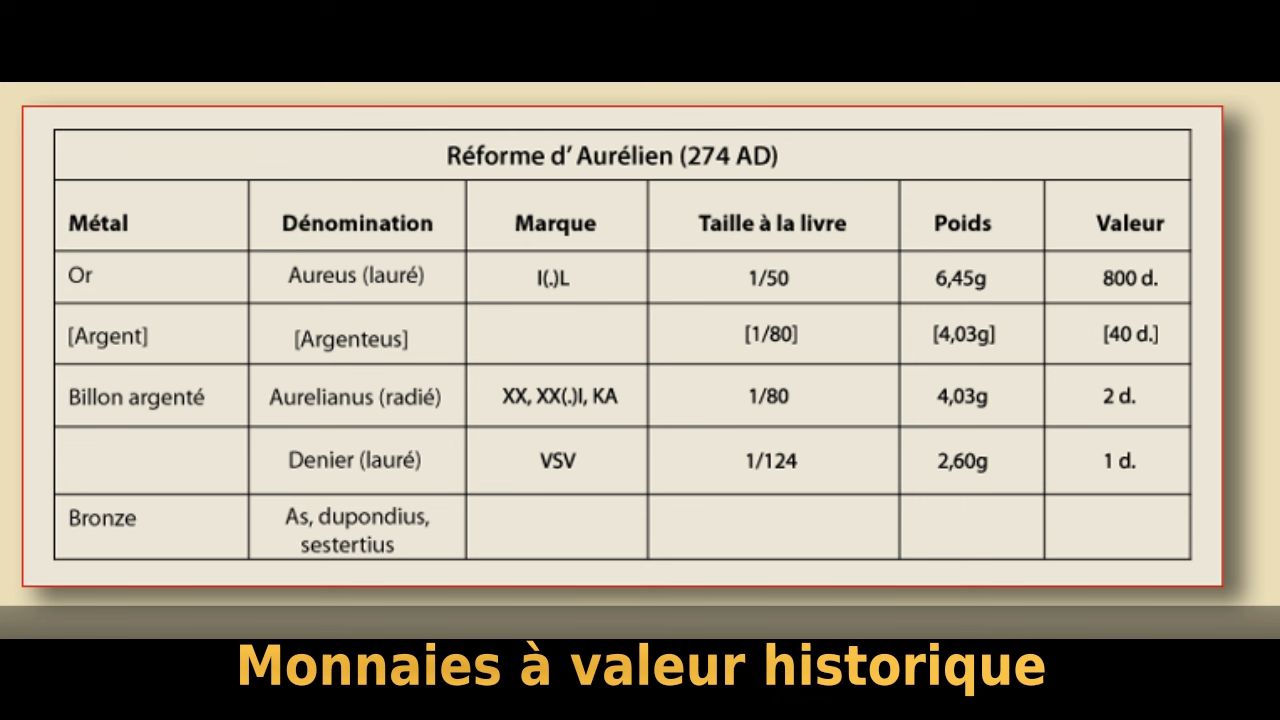 Réforme d’ Aurélien (274 AD)
Métal Dénomination Marque Taille à la livre Poids Valeur
Or Aureus (lauré) I(.)L 1/50 6,45g 800 d.
[Argent] [Argenteus] [1/80] [4,03g] [40 d.]
Billon argenté Aurelianus (radié) XX, XX(.)I, KA 1/80 4,03g 2 d.
Denier (lauré) VSV 1/124 2,60g 1 d.
Bronze As, dupondius,
sestertius
Monnaies à valeur historique